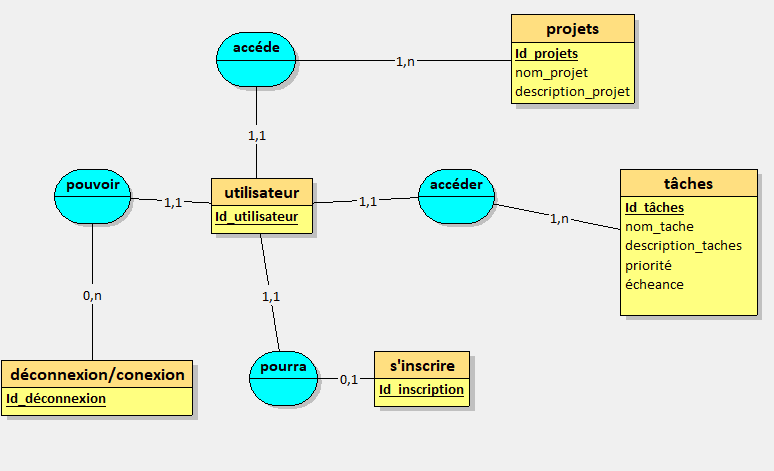 projets
accéde
Id_projets
nom_projet
description_projet
1,n
1,1
pouvoir
utilisateur
accéder
tâches
Id_utilisateur
1,1
1,1
Id_tâches
nom_tache
description_taches
priorité
écheance
1,n
0,n
1,1
déconnexion/conexion
Id_déconnexion
pourra
0,1
s'inscrire
Id_inscription